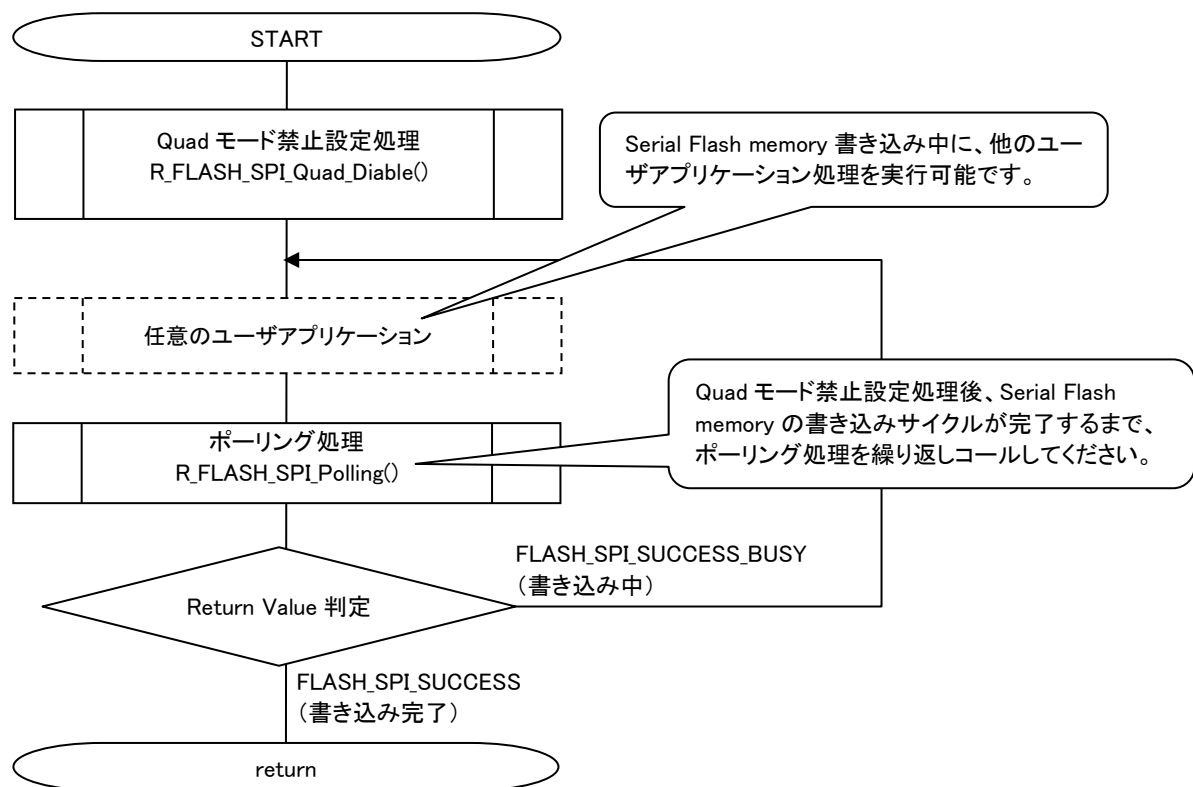 START
Quad モード禁止設定処理
R_FLASH_SPI_Quad_Diable()
Serial Flash memory 書き込み中に、他のユー
ザアプリケーション処理を実行可能です。
任意のユーザアプリケーション
Quad モード禁止設定処理後、Serial Flash
memory の書き込みサイクルが完了するまで、
ポーリング処理を繰り返しコールしてください。
ポーリング処理
R_FLASH_SPI_Polling()
FLASH_SPI_SUCCESS_BUSY
（書き込み中）
Return Value 判定
FLASH_SPI_SUCCESS
（書き込み完了）
return